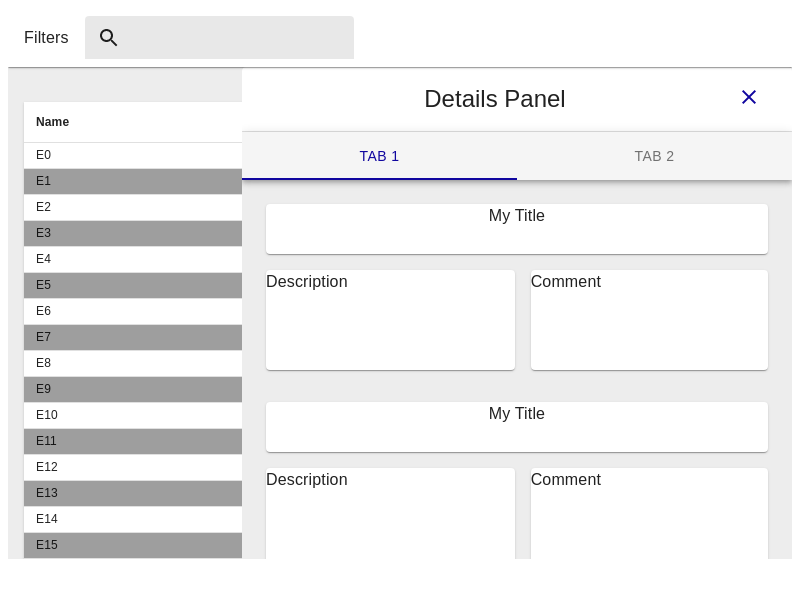 Filters
Name
E0
E1
E2
E3
E4
E5
E6
E7
E8
E9
E10
E11
E12
E13
E14
E15
Details Panel
TAB 1 TAB 2
My Title
Description Comment
My Title
Description Comment